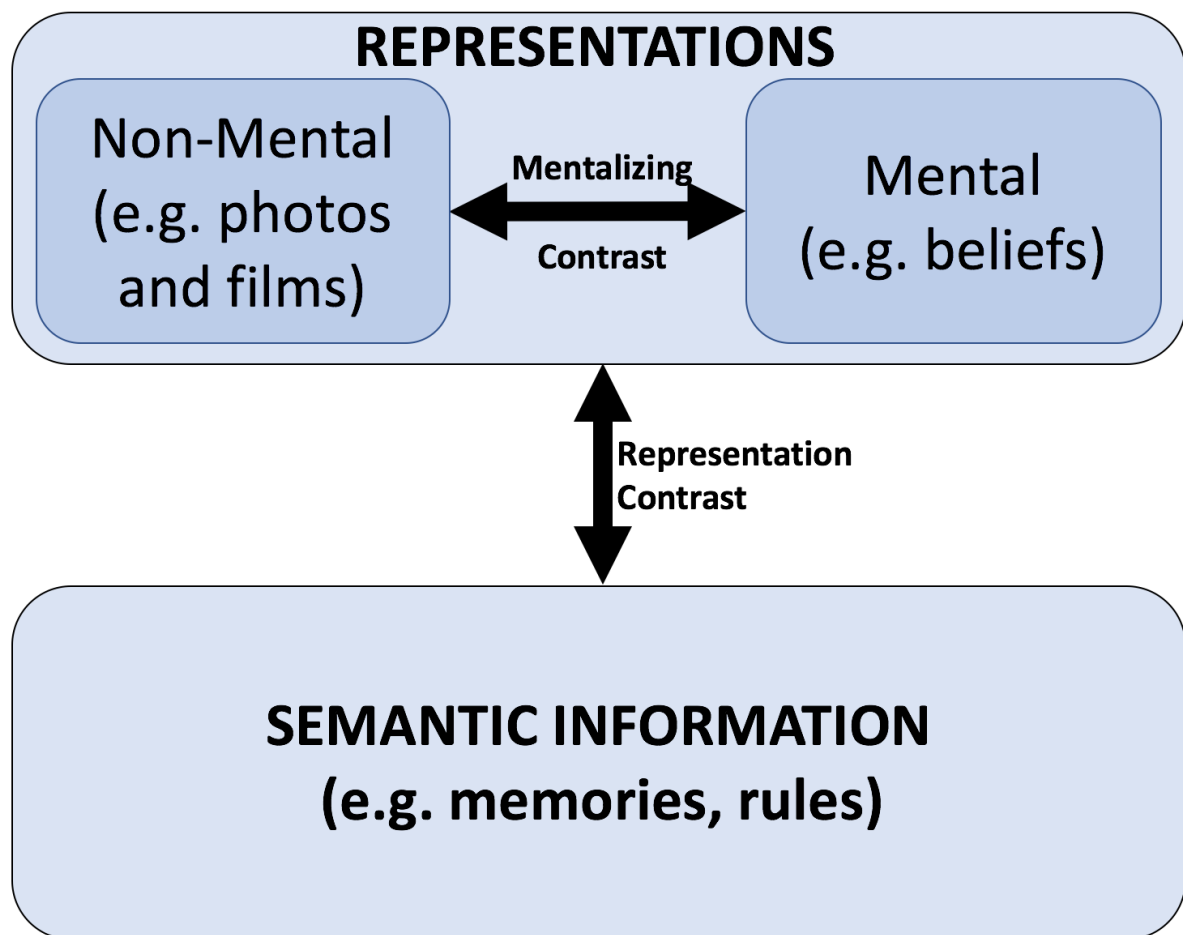 REPRESENTATIONS
Non-Mental
(e.g. photos
and films)
Mentalizing
Contrast
Mental
(e.g. beliefs)
Representation
Contrast
SEMANTIC INFORMATION
(e.g. memories, rules)